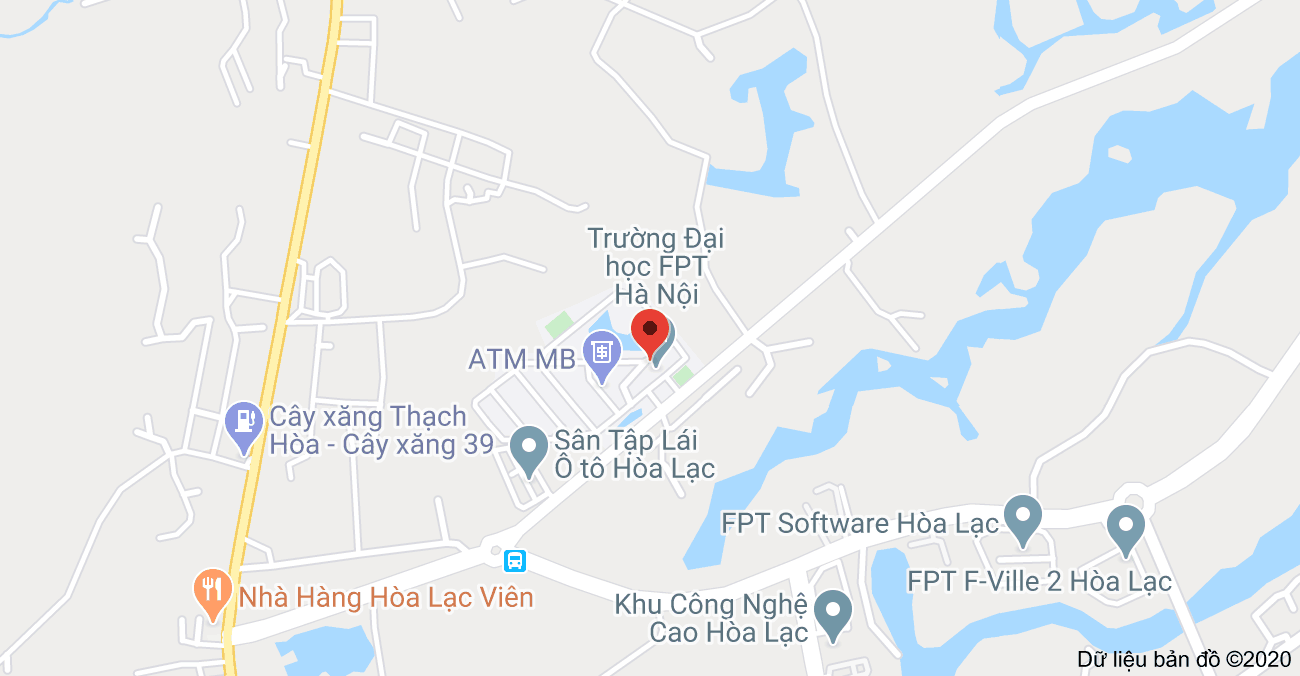 Trường Đại
học FPT
Hà Nội
ATM MB
Cây xăng Thạch
Hòa - Cây xăng 39
Sân Tập Lái
Ô tô Hòa Lạc
FPT Software Hòa Lạc
FPT F-Ville 2 Hòa Lạc
Nhà Hàng Hòa Lạc Viên
Khu Công Nghệ
Cao Hòa Lạc
Dữ liệu bản đồ ©2020